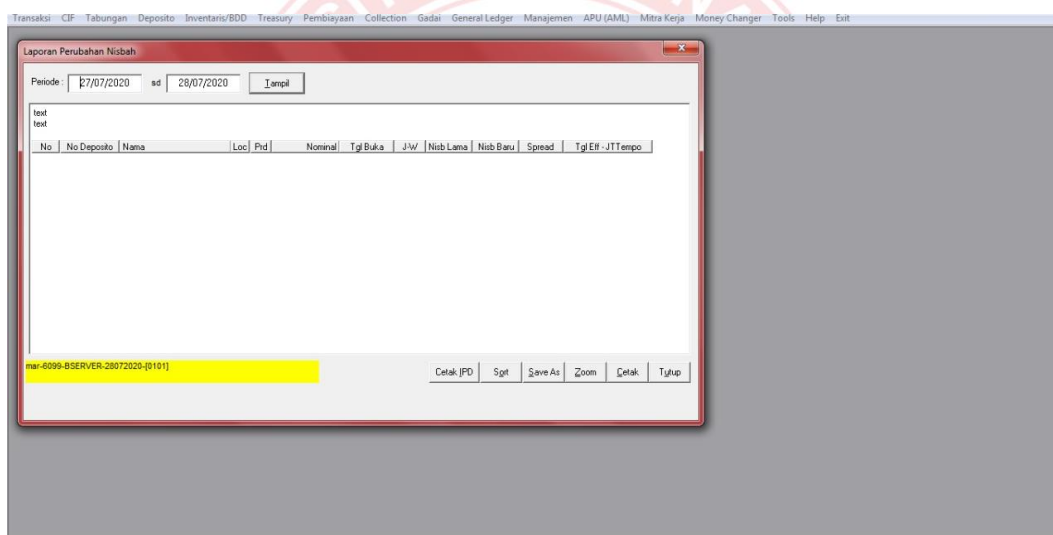 Transaksi CIF Tabungan Deposito Inventaris/BDD Treasury Pembiayaan Collection Gadai General Ledger Manajemen APU (AML) Mitra Kerja Money Changer Tools Help Exit
Laporan Perubahan Nisbah
Periode : 27/07/2020 sd 28/07/2020 Tampil
text
text
No No Deposito Nama Loc Prd Nominal Tgl Buka J-W Nisb Lama Nisb Baru Spread Tgl Eff - JTTempo
mar-6099-BSERVER-28072020-[0101]
Cetak JPD Sort Save As Zoom Cetak Tutup